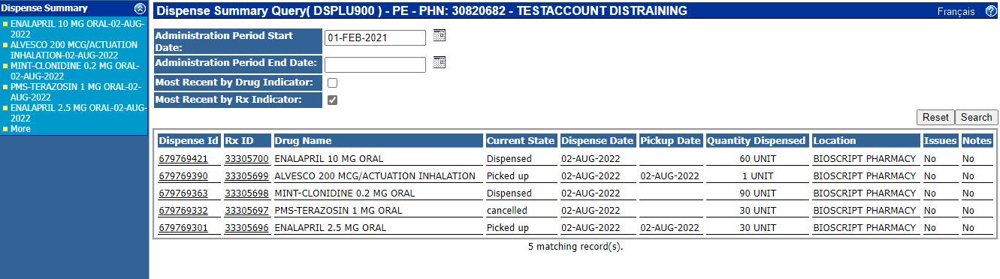 Dispense Summary
ENALAPRIL 10 MG ORAL-02-AUG-
2022
ALVESCO 200 MCG/ACTUATION
INHALATION-02-AUG-2022
MINT-CLONIDINE 0.2 MG ORAL-
02-AUG-2022
PMS-TERAZOSIN 1 MG ORAL-02-
AUG-2022
ENALAPRIL 2.5 MG ORAL-02-AUG-
2022
More
Dispense Summary Query( DSPLU900 ) - PE - PHN: 30820682 - TESTACCOUNT DISTRAINING Français ?
Administration Period Start
Date: 01-FEB-2021
Administration Period End Date:
Most Recent by Drug Indicator:
Most Recent by Rx Indicator:
Reset Search
Dispense Id Rx ID Drug Name Current State Dispense Date Pickup Date Quantity Dispensed Location Issues Notes
679769421 33305700 ENALAPRIL 10 MG ORAL Dispensed 02-AUG-2022 60 UNIT BIOSCRIPT PHARMACY No No
679769390 33305699 ALVESCO 200 MCG/ACTUATION INHALATION Picked up 02-AUG-2022 02-AUG-2022 1 UNIT BIOSCRIPT PHARMACY No No
679769363 33305698 MINT-CLONIDINE 0.2 MG ORAL Dispensed 02-AUG-2022 90 UNIT BIOSCRIPT PHARMACY No No
679769332 33305697 PMS-TERAZOSIN 1 MG ORAL cancelled 02-AUG-2022 30 UNIT BIOSCRIPT PHARMACY No No
679769301 33305696 ENALAPRIL 2.5 MG ORAL Picked up 02-AUG-2022 02-AUG-2022 30 UNIT BIOSCRIPT PHARMACY No No
5 matching record(s).